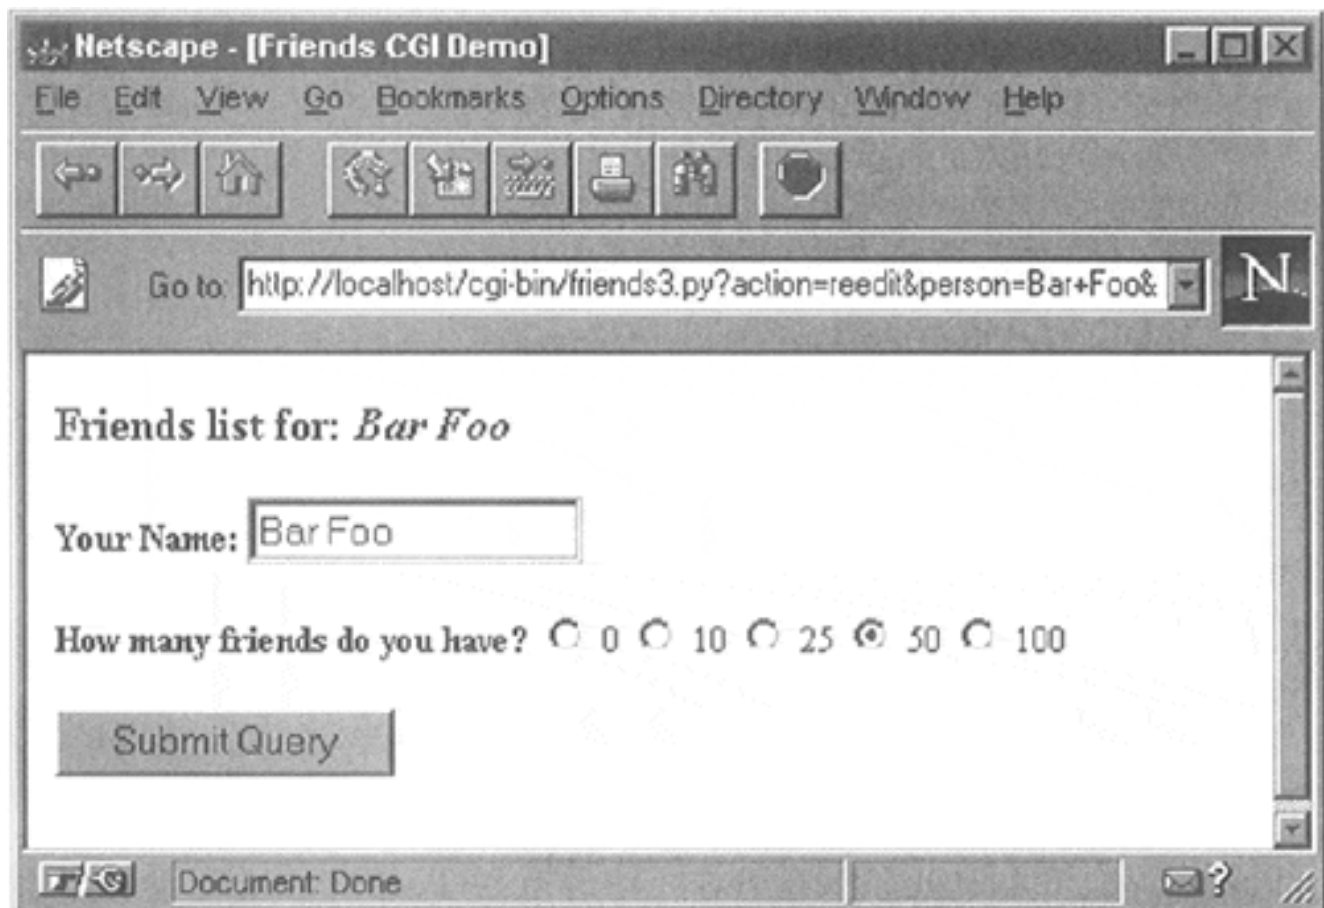 Netscape - [Friends CGI Demo]
File Edit View Go Bookmarks Options Directory Window Help
Go to: http://localhost/cgi-bin/friends3.py?action=reedit&person=Bar+Foo&
N
Friends list for: Bar Foo
Your Name: Bar Foo
How many friends do you have? 0 10 25 50 100
Submit Query
Document: Done
?